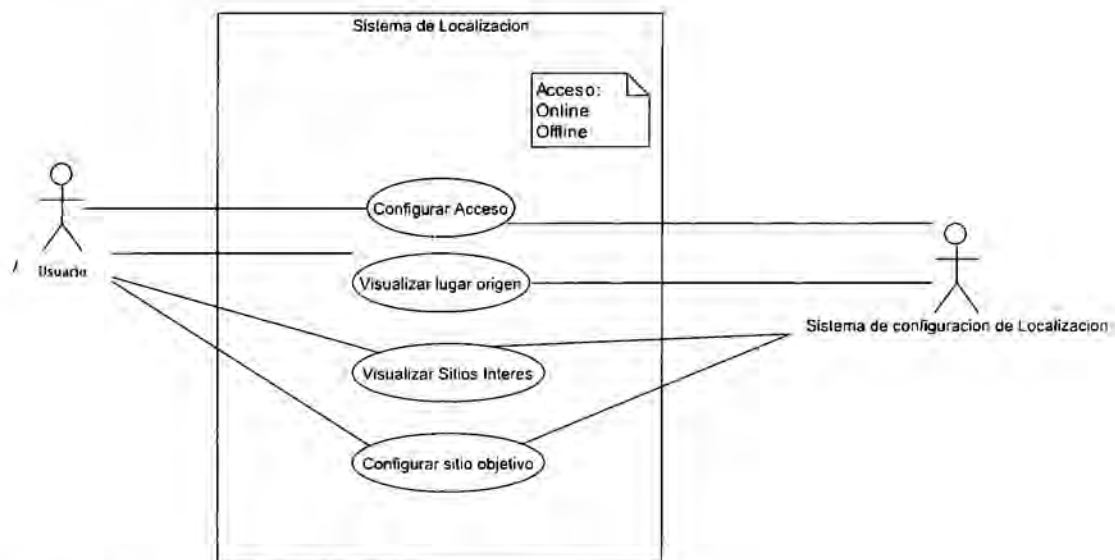 Sistema de Localizacion
Acceso:
Online
Offline
Configurar Acceso
Usuario
Visualizar lugar origen
Sistema de configuracion de Localizacion
Visualizar Sitios Interes
Configurar sitio objetivo